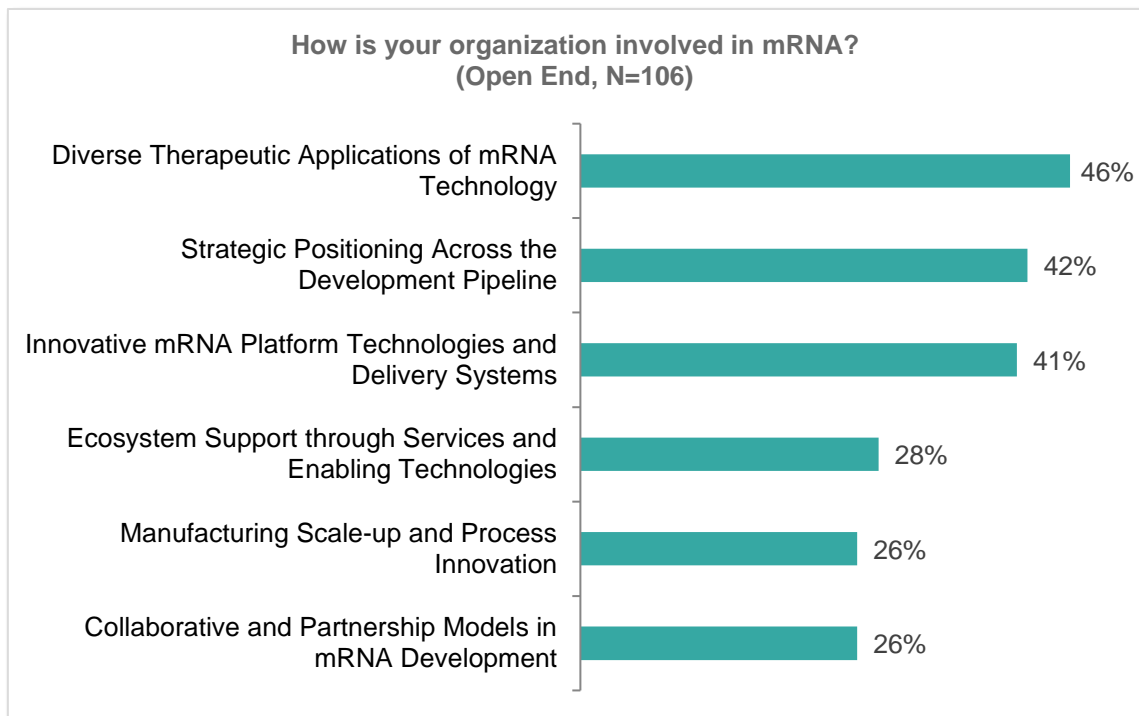 How is your organization involved in mRNA?
(Open End, N=106)
Diverse Therapeutic Applications of mRNA
Technology
46%
Strategic Positioning Across the
Development Pipeline
42%
Innovative mRNA Platform Technologies and
Delivery Systems
41%
Ecosystem Support through Services and
Enabling Technologies
28%
Manufacturing Scale-up and Process
Innovation
26%
Collaborative and Partnership Models in
mRNA Development
26%